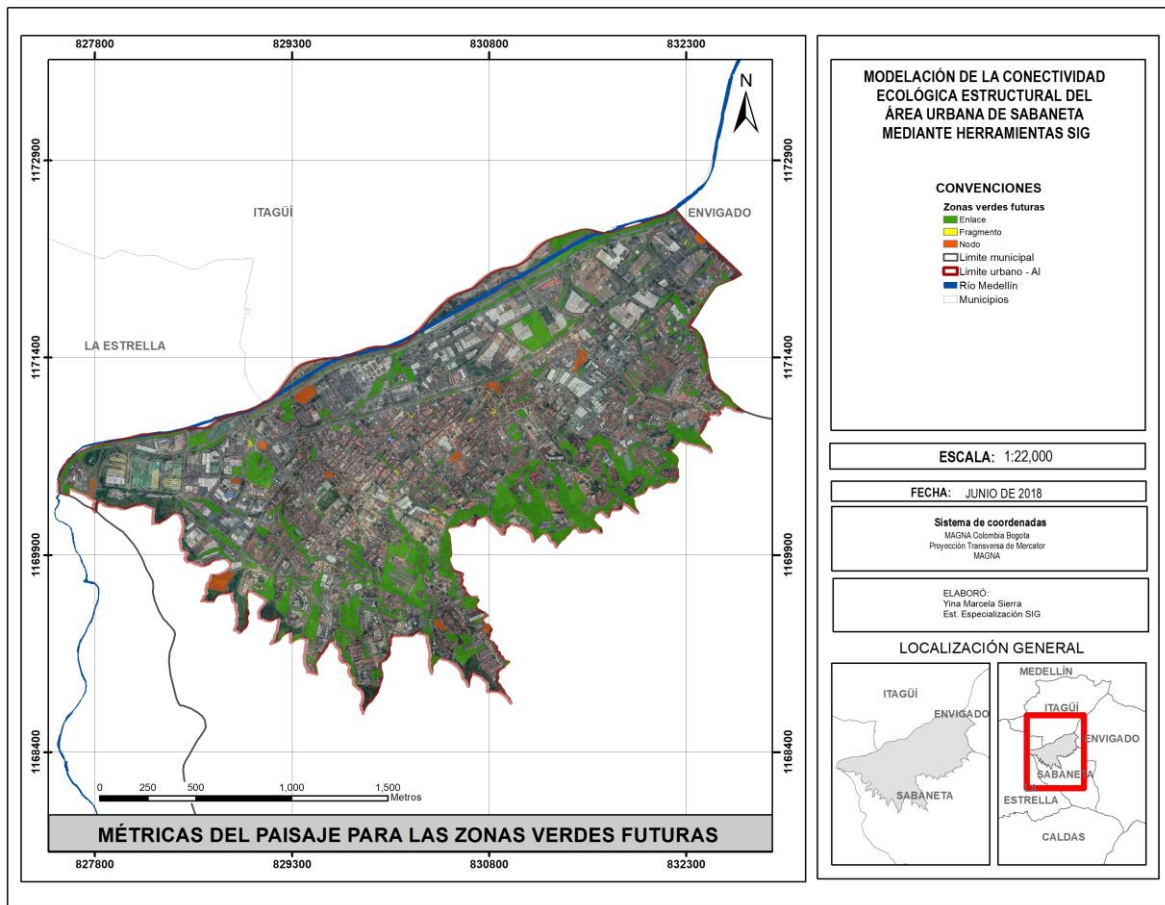 827800
829300
830800
832300
1172900
1171400
1169900
1168400
N
ITAGÜÍ
ENVIGADO
LA ESTRELLA
0
250
500
1,000
1,500
Metros
MÉTRICAS DEL PAISAJE PARA LAS ZONAS VERDES FUTURAS
827800
829300
830800
832300
1172900
1171400
1169900
1168400
MODELACIÓN DE LA CONECTIVIDAD
ECOLÓGICA ESTRUCTURAL DEL
ÁREA URBANA DE SABANETA
MEDIANTE HERRAMIENTAS SIG
CONVENCIONES
Zonas verdes futuras
Enlace
Fragmento
Nodo
Limite municipal
Limite urbano - AI
Río Medellín
Municipios
ESCALA: 1:22,000
FECHA: JUNIO DE 2018
Sistema de coordenadas
MAGNA Colombia Bogota
Proyección Transversa de Mercator
MAGNA
ELABORÓ:
Yina Marcela Sierra
Est. Especialización SIG
LOCALIZACIÓN GENERAL
ITAGÜÍ
ENVIGADO
SABANETA
MEDELLÍN
ITAGÜÍ
ENVIGADO
SABANETA
LA
ESTRELLA
CALDAS